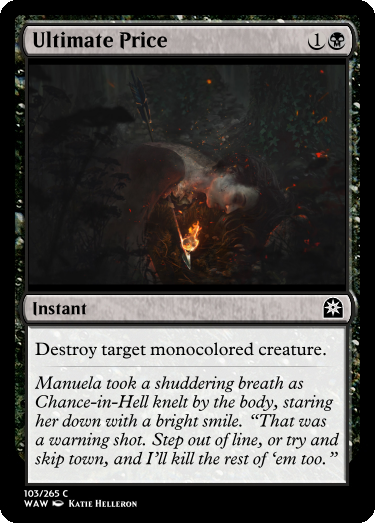 Ultimate Price 1
Instant
Destroy target monocolored creature.
Manuela took a shuddering breath as
Chance-in-Hell knelt by the body, staring
her down with a bright smile. “That was
a warning shot. Step out of line, or try and
skip town, and I’ll kill the rest of ‘em too.”
103/265 C
WAW Katie Helleron